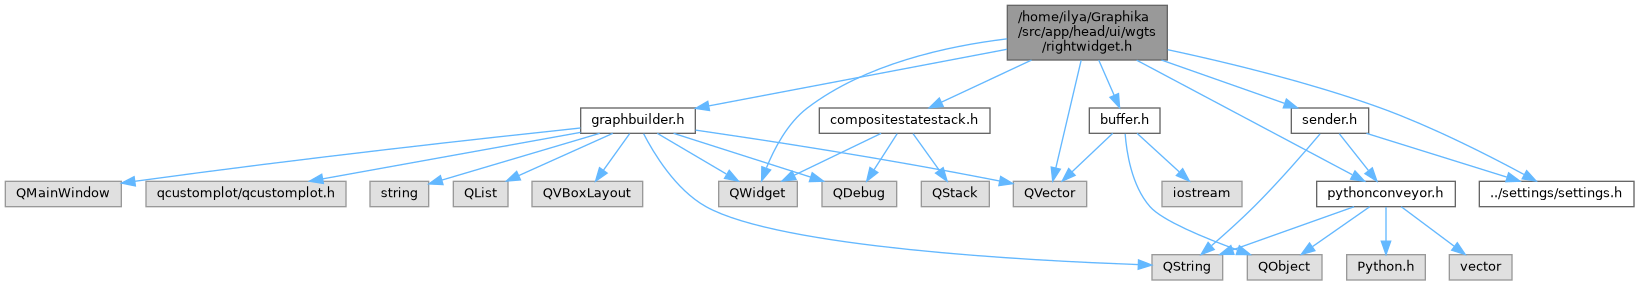 /home/ilya/Graphika
/src/app/head/ui/wgts
/rightwidget.h
graphbuilder.h
compositestatestack.h
buffer.h
sender.h
QMainWindow
qcustomplot/qcustomplot.h
string
QList
QVBoxLayout
QWidget
QDebug
QStack
QVector
iostream
pythonconveyor.h
../settings/settings.h
QString
QObject
Python.h
vector